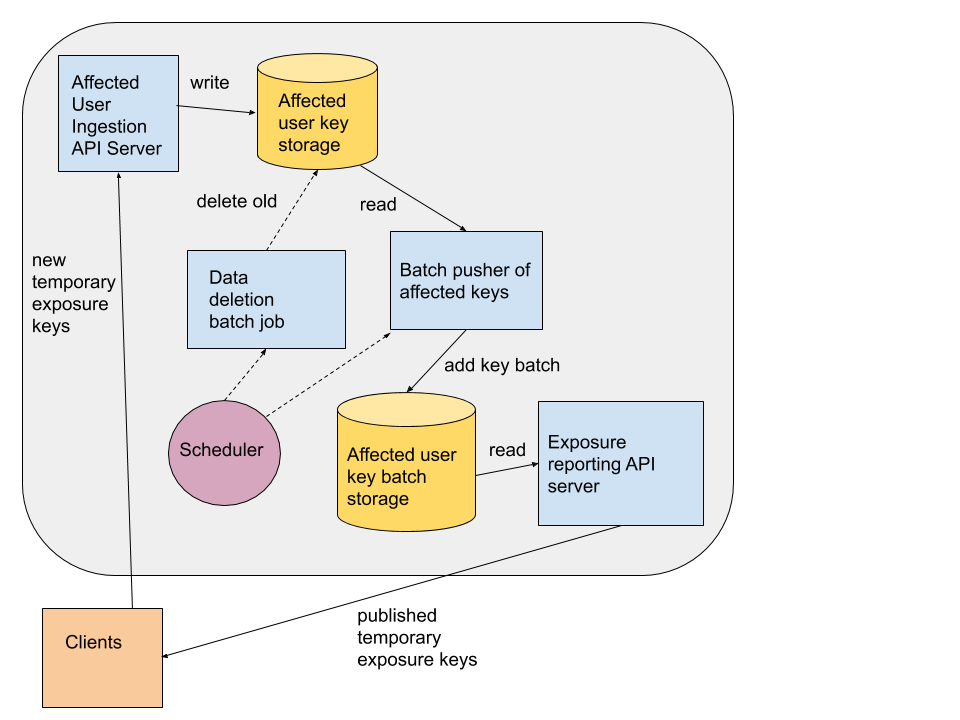 Affected
User
Ingestion
API Server
write
Affected
user key
storage
delete old
read
new
temporary
exposure
keys
Data
deletion
batch job
Batch pusher of
affected keys
add key batch
Scheduler
Affected user
key batch
storage
read
Exposure
reporting API
server
Clients
published
temporary
exposure keys